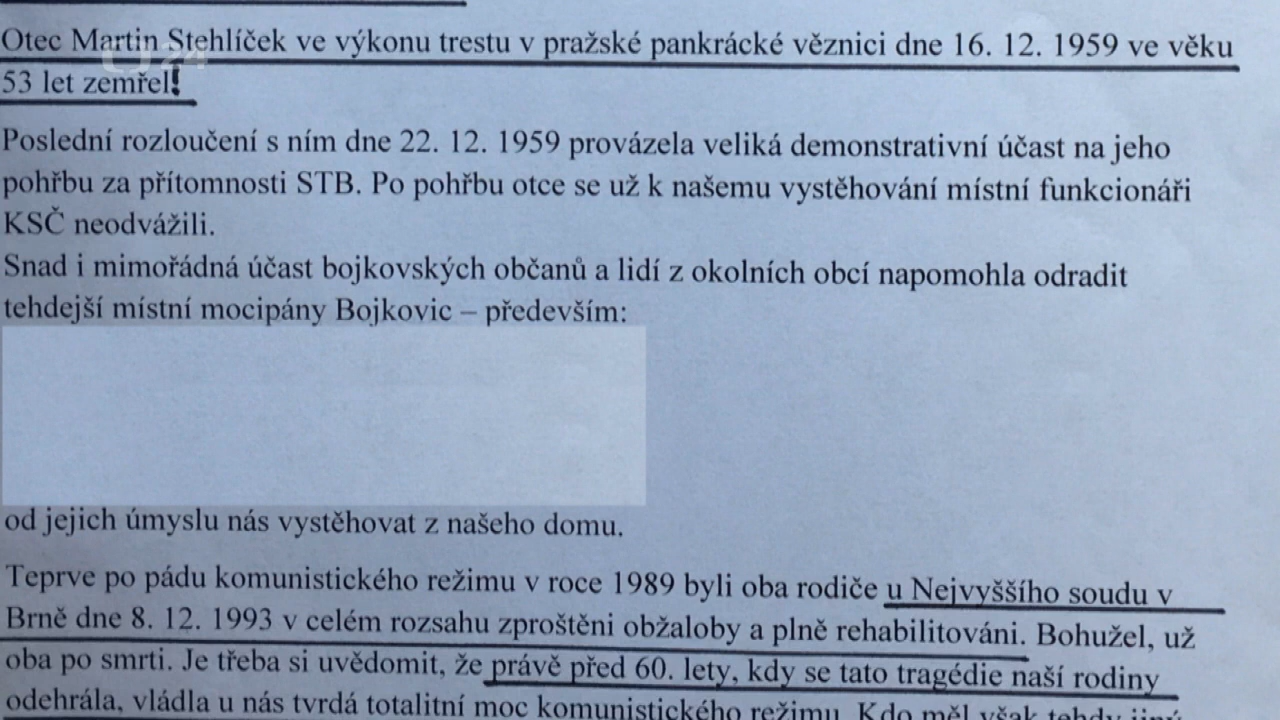 Otec Martin Stehlíček ve výkonu trestu v pražské pankrácké věznici dne 16. 12. 1959 ve věku
53 let zemřel!
Poslední rozloučení s ním dne 22. 12. 1959 provázela veliká demonstrativní účast na jeho
pohřbu za přítomnosti STB. Po pohřbu otce se už k našemu vystěhování místní funkcionáři
KSČ neodvážili.
Snad i mimořádná účast bojkovských občanů a lidí z okolních obcí napomohla odradit
tehdejší místní mocipány Bojkovic – především:
od jejich úmyslu nás vystěhovat z našeho domu.
Teprve po pádu komunistického režimu v roce 1989 byli oba rodiče u Nejvyššího soudu v
Brně dne 8. 12. 1993 v celém rozsahu zproštěni obžaloby a plně rehabilitováni. Bohužel, už
oba po smrti. Je třeba si uvědomit, že právě před 60. lety, kdy se tato tragédie naší rodiny
odehrála, vládla u nás tvrdá totalitní moc komunistického režimu. Kdo měl však tehdy